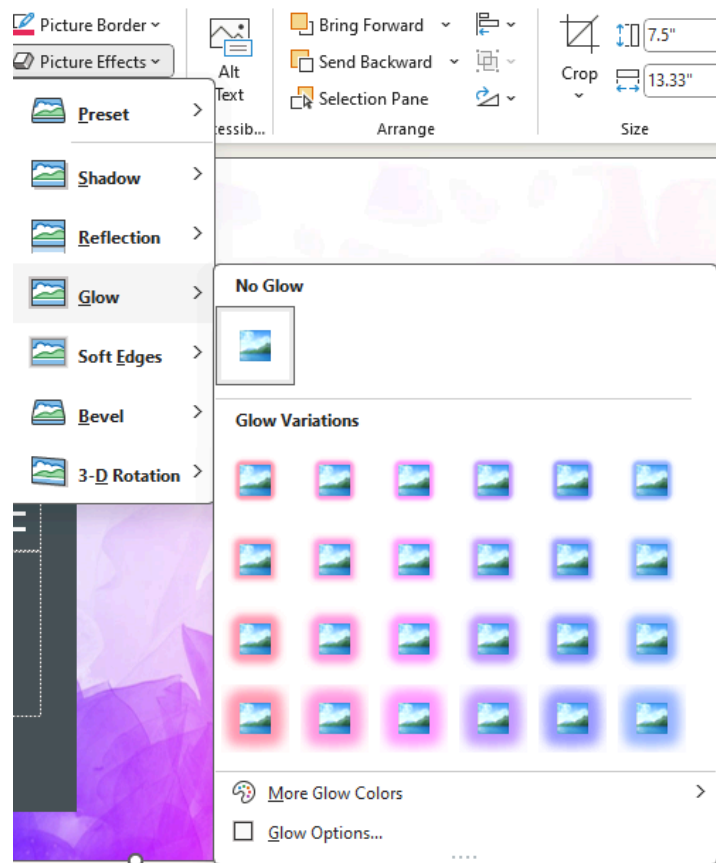 Picture Border
Picture Effects
Alt
Text
Bring Forward
Send Backward
Selection Pane
Crop
7.5"
13.33"
essib...
Arrange
Size
Preset
Shadow
Reflection
Glow
Soft Edges
Bevel
3-D Rotation
No Glow
Glow Variations
More Glow Colors
Glow Options...